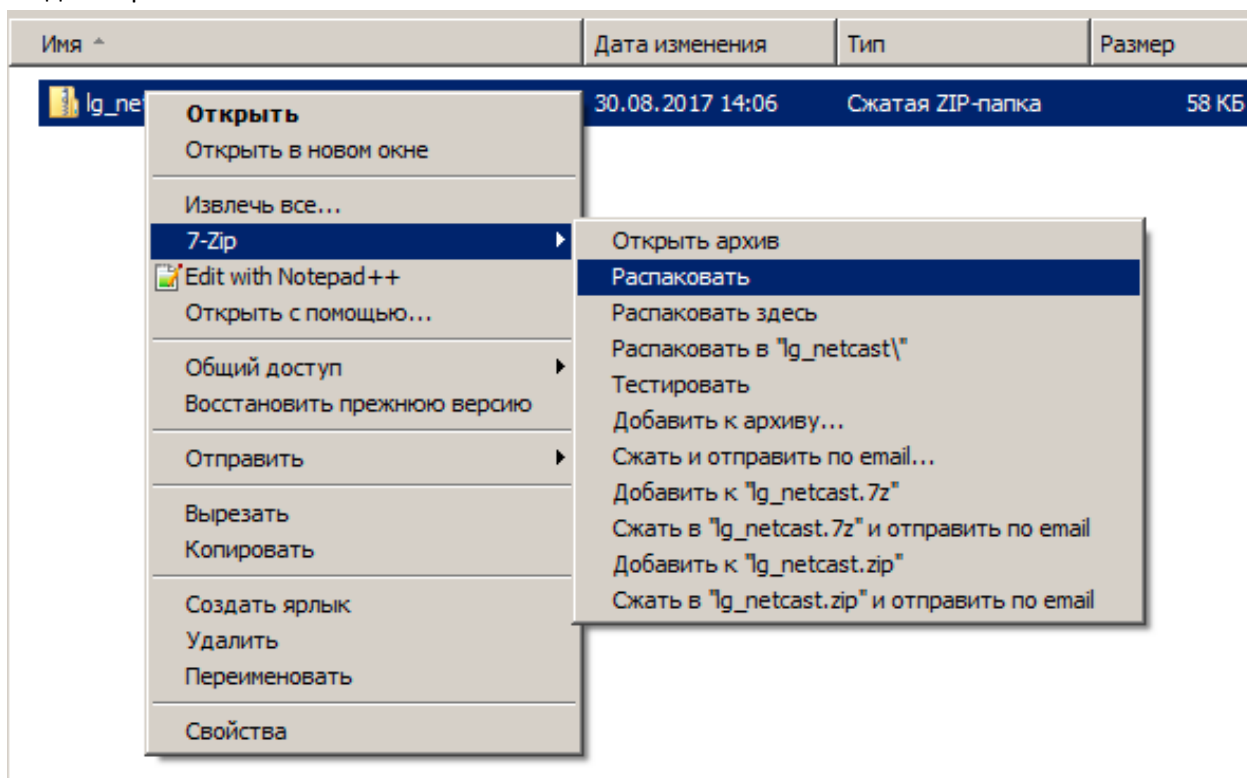 Имя
Дата изменения
Тип
Размер
lg_ne
30.08.2017 14:06
Сжатая ZIP-папка
58 КБ
Открыть
Открыть в новом окне
Извлечь все...
7-Zip
Edit with Notepad++
Открыть с помощью...
Общий доступ
Восстановить прежнюю версию
Отправить
Вырезать
Копировать
Создать ярлык
Удалить
Переименовать
Свойства
Открыть архив
Распаковать
Распаковать здесь
Распаковать в "lg_netcast\"
Тестировать
Добавить к архиву...
Сжать и отправить по email...
Добавить к "lg_netcast.7z"
Сжать в "lg_netcast.7z" и отправить по email
Добавить к "lg_netcast.zip"
Сжать в "lg_netcast.zip" и отправить по email